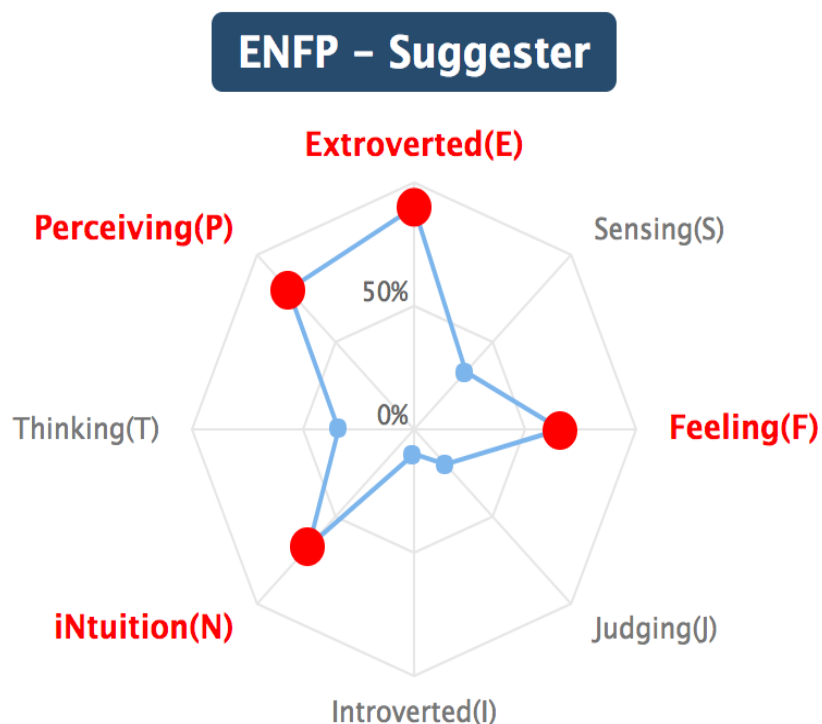 ENFP – Suggester
Extroverted(E)
Perceiving(P)
Sensing(S)
50%
0%
Thinking(T)
Feeling(F)
iNtuition(N)
Judging(J)
Introverted(I)